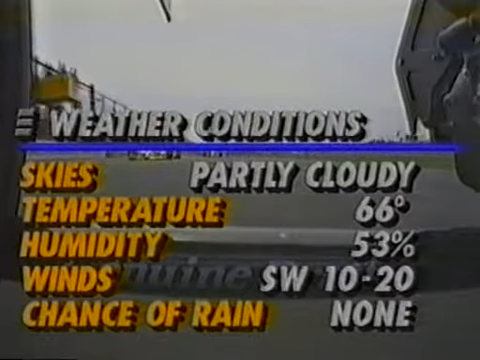 WEATHER CONDITIONS
SKIES PARTLY CLOUDY
TEMPERATURE 66°
HUMIDITY 53%
WINDS SW 10-20
CHANCE OF RAIN NONE